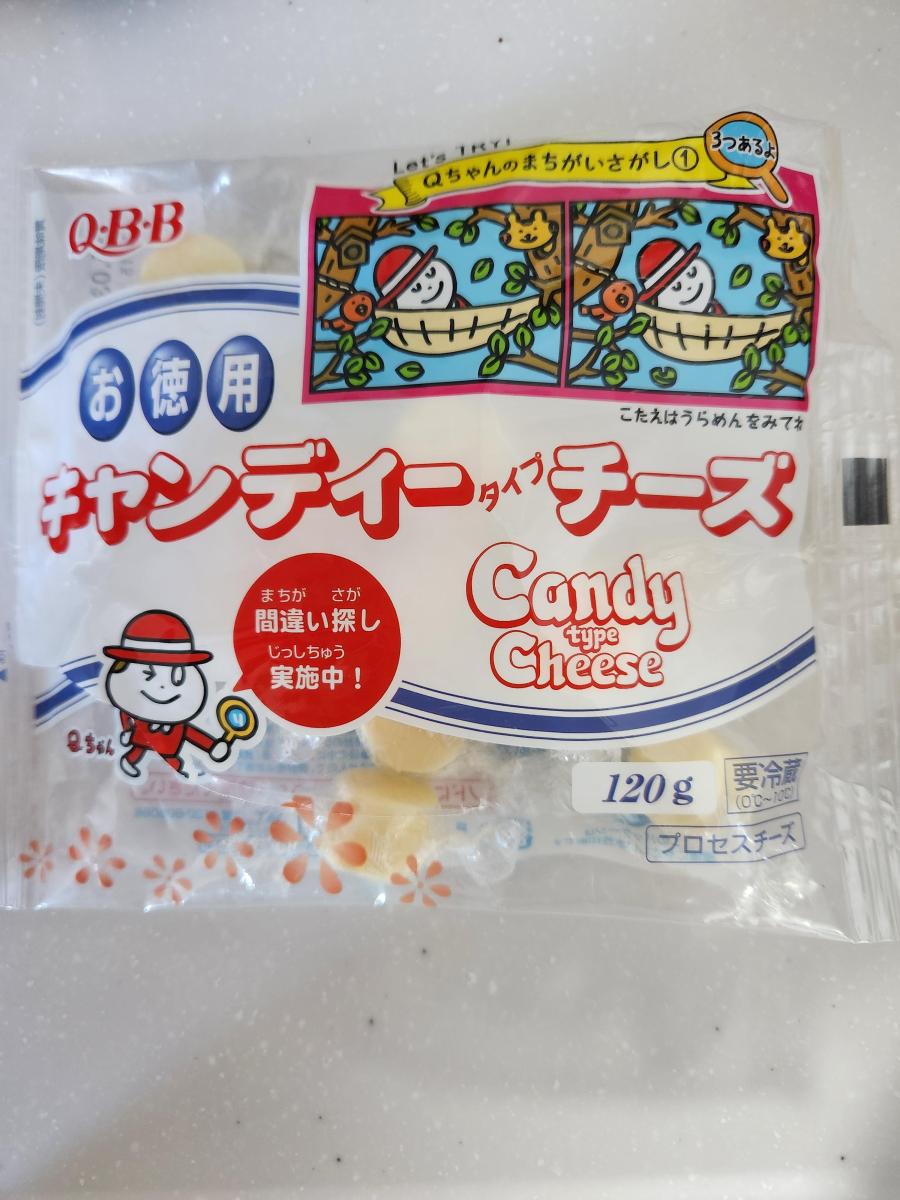 Let's TRY!
Qちゃんのまちがいさがし①
3つあるよ
Q・B・B
お徳用
こたえはうらめんをみてね
キャンディータイプチーズ
Candy
type
Cheese
まちが さが
間違い探し
じっしちゅう
実施中！
Qちゃん
120g
要冷蔵
(0℃~10℃)
プロセスチーズ